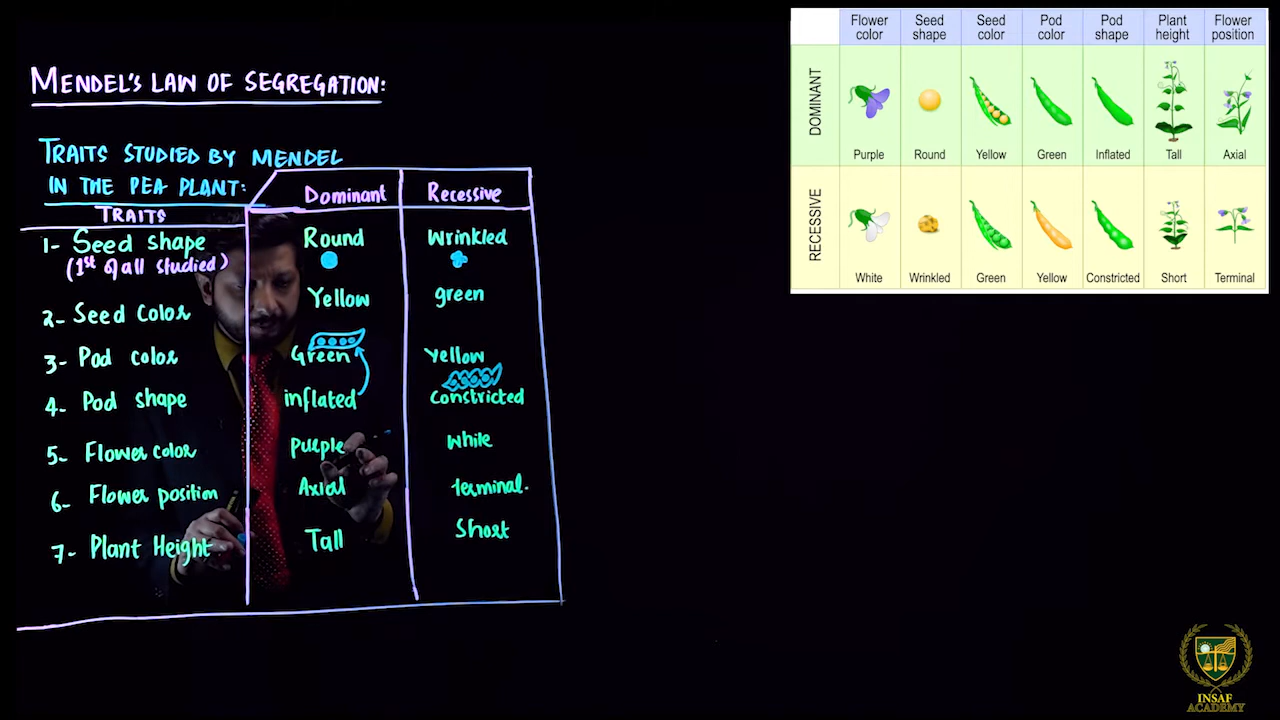 MENDEL'S LAW OF SEGREGATION:
TRAITS STUDIED BY MENDEL
IN THE PEA PLANT:
TRAITS Dominant Recessive
1- Seed shape Round Wrinkled
(1st of all studied)
2- Seed Color Yellow green
3- Pod color Green Yellow
4- Pod shape inflated Constricted
5- Flower color Purple white
6- Flower position Axial terminal.
7- Plant Height Tall Short
Flower color Seed shape Seed color Pod color Pod shape Plant height Flower position
DOMINANT
Purple Round Yellow Green Inflated Tall Axial
RECESSIVE
White Wrinkled Green Yellow Constricted Short Terminal
INSAF
ACADEMY